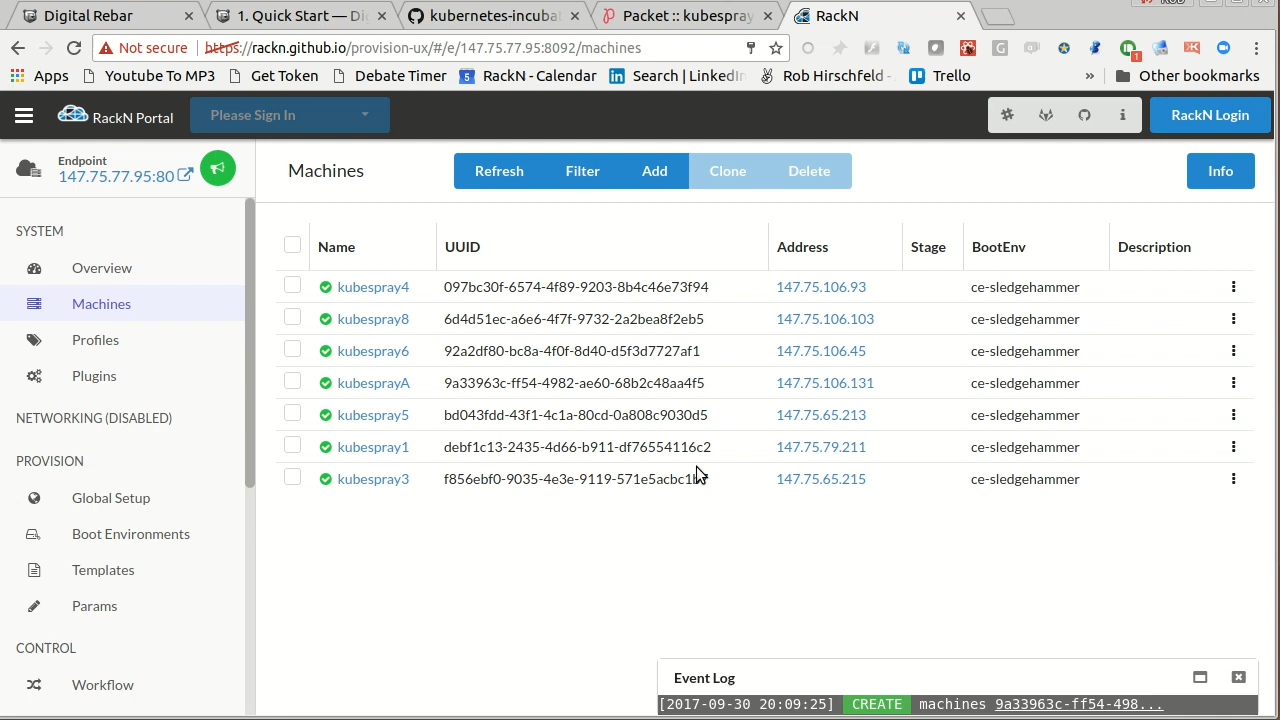 Digital Rebar
1. Quick Start — Di
kubernetes-incuba
Packet :: kubespray
RackN
Not secure
https://rackn.github.io/provision-ux/#/e/147.75.77.95:8092/machines
Apps
Youtube To MP3
Get Token
Debate Timer
5
RackN - Calendar
Search | LinkedIn
Rob Hirschfeld -
Trello
»
Other bookmarks
RackN Portal
Please Sign In
RackN Login
Endpoint
147.75.77.95:80
Machines
Refresh
Filter
Add
Clone
Delete
Info
SYSTEM
Overview
Machines
Profiles
Plugins
NETWORKING (DISABLED)
PROVISION
Global Setup
Boot Environments
Templates
Params
CONTROL
Workflow
Name UUID Address Stage BootEnv Description
kubespray4 097bc30f-6574-4f89-9203-8b4c46e73f94 147.75.106.93 ce-sledgehammer
kubespray8 6d4d51ec-a6e6-4f7f-9732-2a2bea8f2eb5 147.75.106.103 ce-sledgehammer
kubespray6 92a2df80-bc8a-4f0f-8d40-d5f3d7727af1 147.75.106.45 ce-sledgehammer
kubesprayA 9a33963c-ff54-4982-ae60-68b2c48aa4f5 147.75.106.131 ce-sledgehammer
kubespray5 bd043fdd-43f1-4c1a-80cd-0a808c9030d5 147.75.65.213 ce-sledgehammer
kubespray1 debf1c13-2435-4d66-b911-df76554116c2 147.75.79.211 ce-sledgehammer
kubespray3 f856ebf0-9035-4e3e-9119-571e5acbc1 147.75.65.215 ce-sledgehammer
Event Log
[2017-09-30 20:09:25] CREATE machines 9a33963c-ff54-498...